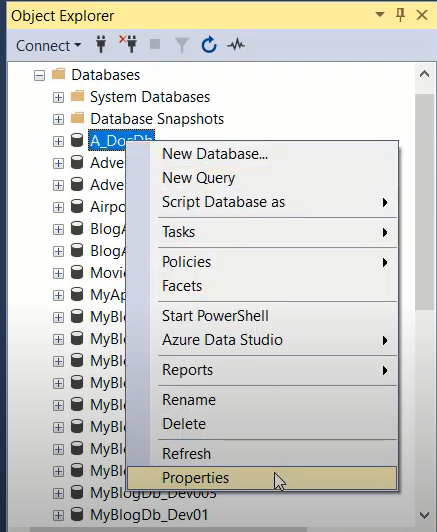 Object Explorer
Connect
Databases
System Databases
Database Snapshots
A_DocDb
New Database...
New Query
Script Database as
Tasks
Policies
Facets
Start PowerShell
Azure Data Studio
Reports
Rename
Delete
Refresh
Properties
Adve
Adve
Airpo
BlogA
BlogA
Movi
MyAp
MyBlo
MyBlo
MyBlo
MyBlo
MyBlo
MyBlo
MyBlo
MyBlo
MyBlogDb_Dev003
MyBlogDb_Dev01